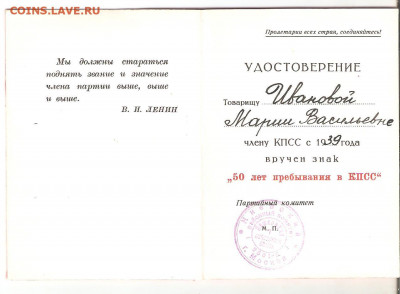 COINS.LAVE.RU
Мы должны стараться
поднять звание и значение
члена партии выше, выше
и выше.
В. И. ЛЕНИН
Пролетарии всех стран, соединяйтесь!
УДОСТОВЕРЕНИЕ
Товарищу Ивановой
Марии Васильевне
члену КПСС с 1939 года
вручен знак
„50 лет пребывания в КПСС“
Партийный комитет
М. П.